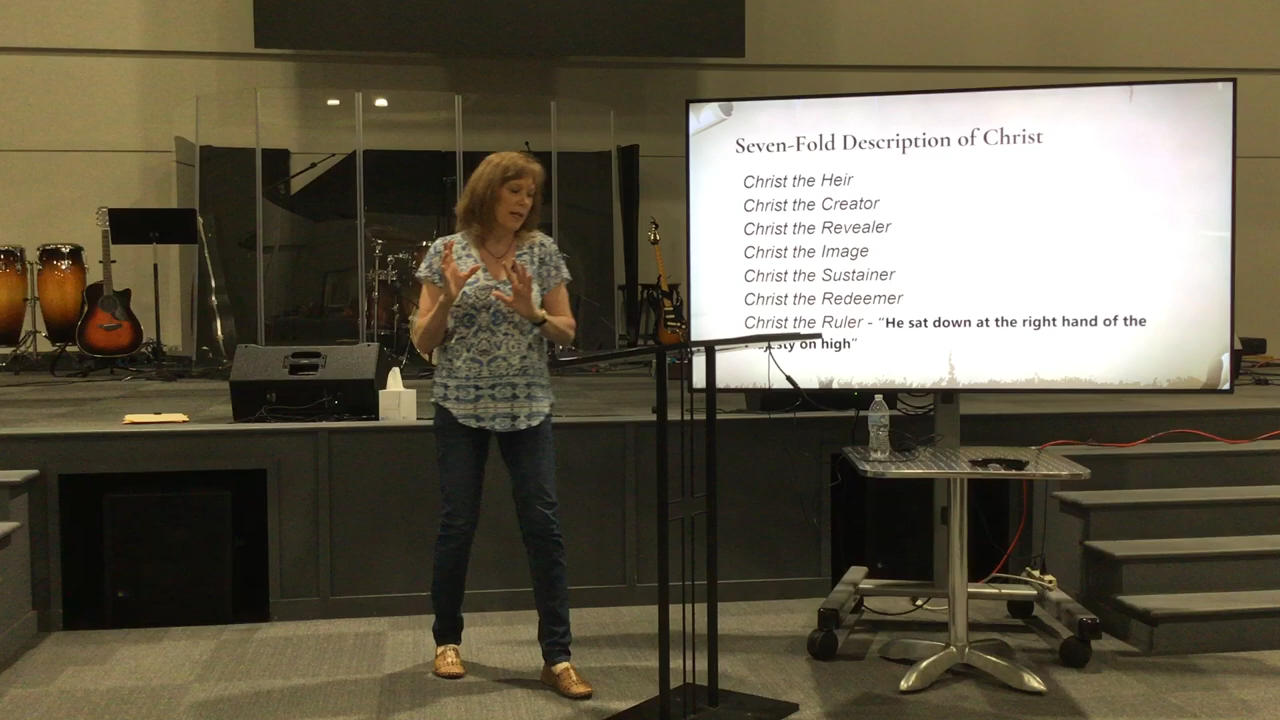 Seven-Fold Description of Christ
Christ the Heir
Christ the Creator
Christ the Revealer
Christ the Image
Christ the Sustainer
Christ the Redeemer
Christ the Ruler - “He sat down at the right hand of the
on high”